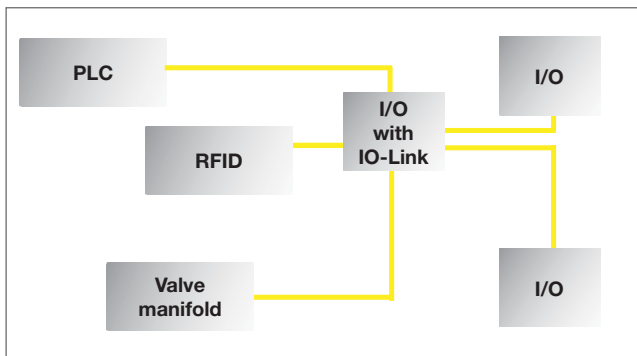 PLC
I/O
I/O
with
IO-Link
RFID
Valve
manifold
I/O